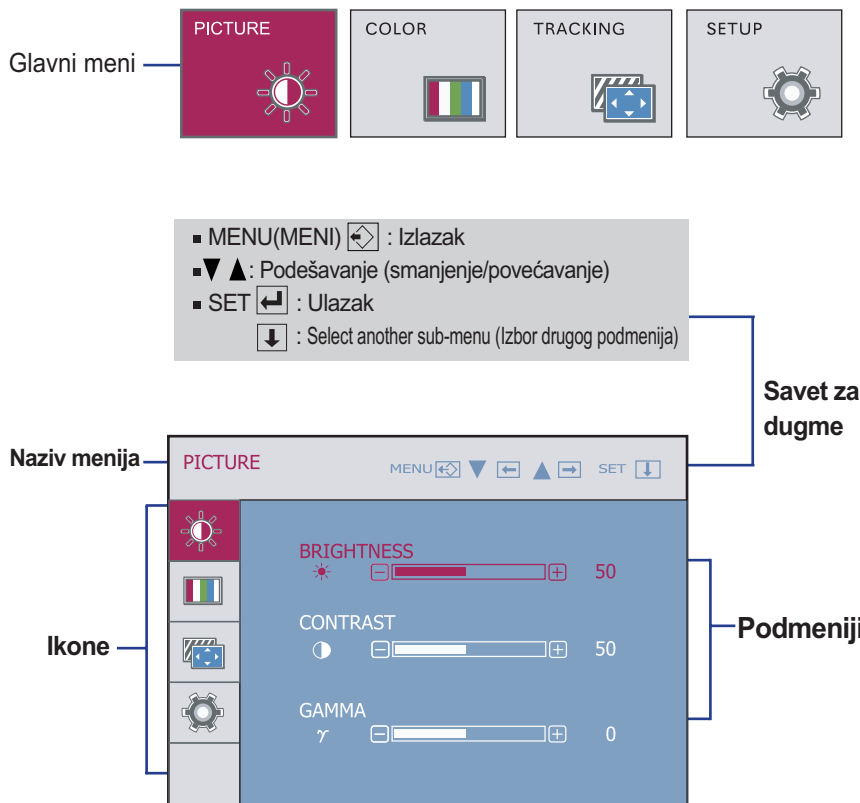 PICTURE COLOR TRACKING SETUP
Glavni meni
MENU(MENI) : Izlazak
▼ ▲: Podešavanje (smanjenje/povećavanje)
SET : Ulazak
: Select another sub-menu (Izbor drugog podmenija)
Savet za
dugme
Naziv menija
PICTURE MENU ▼ ▲ SET
BRIGHTNESS
50
CONTRAST
50
Podmeniji
Ikone
GAMMA
γ 0